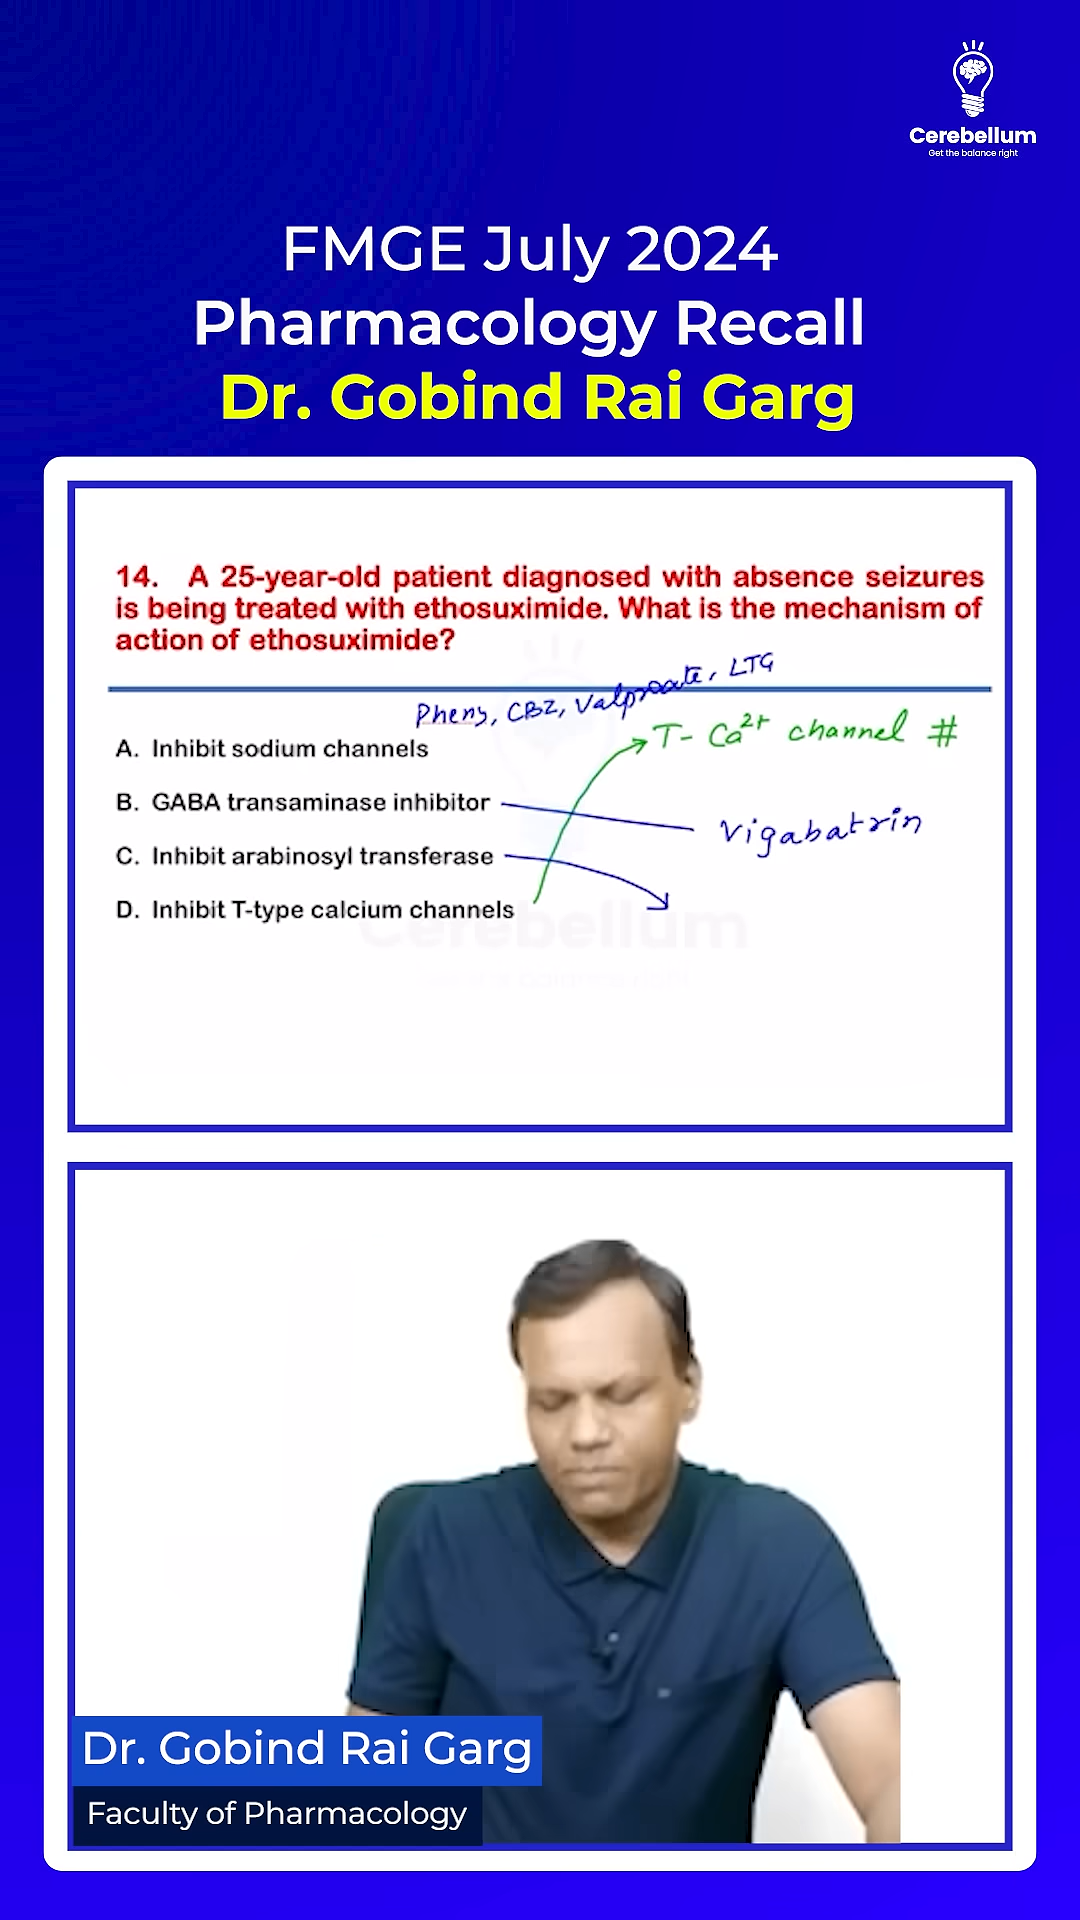 Cerebellum
Get the balance right
FMGE July 2024
Pharmacology Recall
Dr. Gobind Rai Garg
14. A 25-year-old patient diagnosed with absence seizures
is being treated with ethosuximide. What is the mechanism of
action of ethosuximide?
Pheny, CBZ, Valproate, LTG
A. Inhibit sodium channels
T- Ca2+ channel #
B. GABA transaminase inhibitor
Vigabatrin
C. Inhibit arabinosyl transferase
D. Inhibit T-type calcium channels
Cerebellum
Dr. Gobind Rai Garg
Faculty of Pharmacology